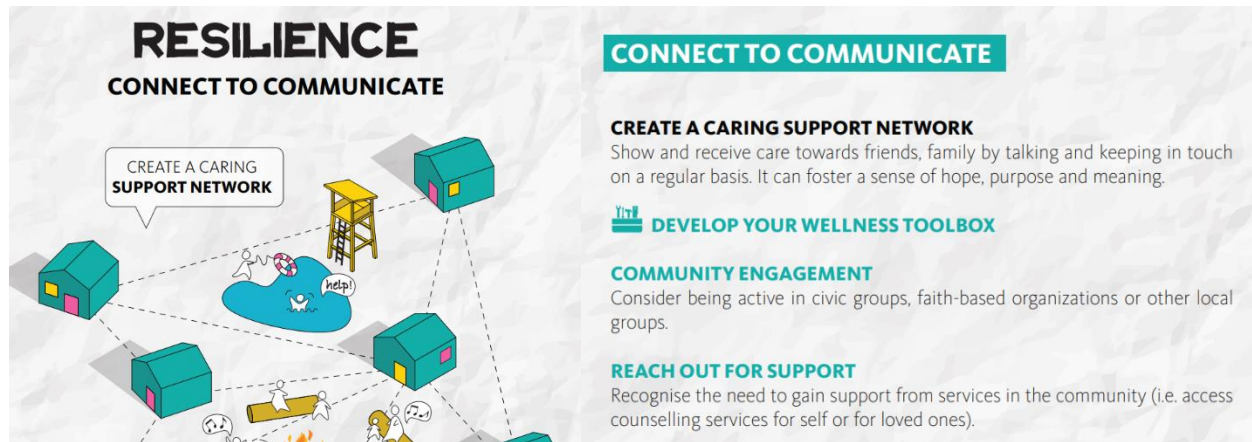 RESILIENCE
CONNECT TO COMMUNICATE
CREATE A CARING
SUPPORT NETWORK
help!
CONNECT TO COMMUNICATE
CREATE A CARING SUPPORT NETWORK
Show and receive care towards friends, family by talking and keeping in touch
on a regular basis. It can foster a sense of hope, purpose and meaning.
DEVELOP YOUR WELLNESS TOOLBOX
COMMUNITY ENGAGEMENT
Consider being active in civic groups, faith-based organizations or other local
groups.
REACH OUT FOR SUPPORT
Recognise the need to gain support from services in the community (i.e. access
counselling services for self or for loved ones).